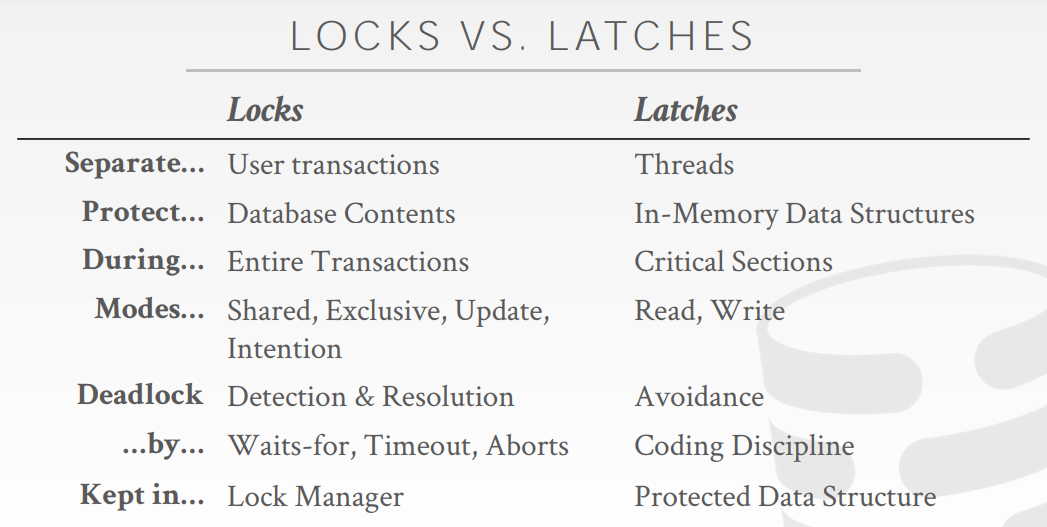 LOCKS VS. LATCHES
Locks Latches
Separate... User transactions Threads
Protect... Database Contents In-Memory Data Structures
During... Entire Transactions Critical Sections
Modes... Shared, Exclusive, Update, Read, Write
Intention
Deadlock Detection & Resolution Avoidance
...by... Waits-for, Timeout, Aborts Coding Discipline
Kept in... Lock Manager Protected Data Structure